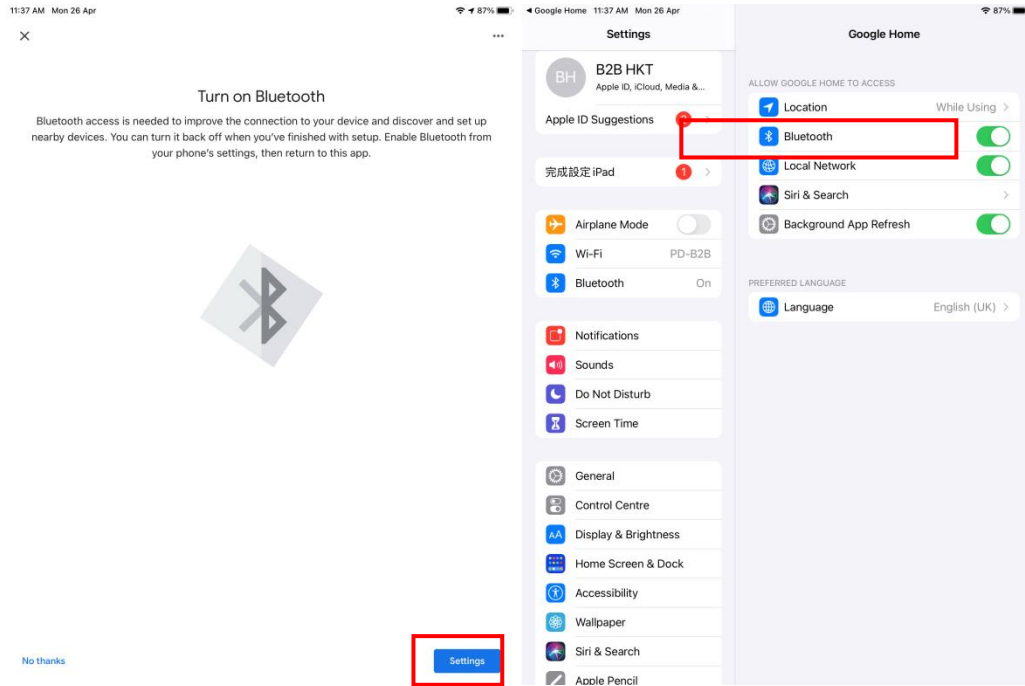 11:37 AM Mon 26 Apr
87%
Turn on Bluetooth
Bluetooth access is needed to improve the connection to your device and discover and set up
nearby devices. You can turn it back off when you've finished with setup. Enable Bluetooth from
your phone's settings, then return to this app.
No thanks
Settings
Google Home 11:37 AM Mon 26 Apr
87%
Settings
BH
B2B HKT
Apple ID, iCloud, Media &...
Apple ID Suggestions
完成設定 iPad
1
Airplane Mode
Wi-Fi
PD-B2B
Bluetooth
On
Notifications
Sounds
Do Not Disturb
Screen Time
General
Control Centre
AA
Display & Brightness
Home Screen & Dock
Accessibility
Wallpaper
Siri & Search
Apple Pencil
Google Home
ALLOW GOOGLE HOME TO ACCESS
Location
While Using
Bluetooth
Local Network
Siri & Search
Background App Refresh
PREFERRED LANGUAGE
Language
English (UK)